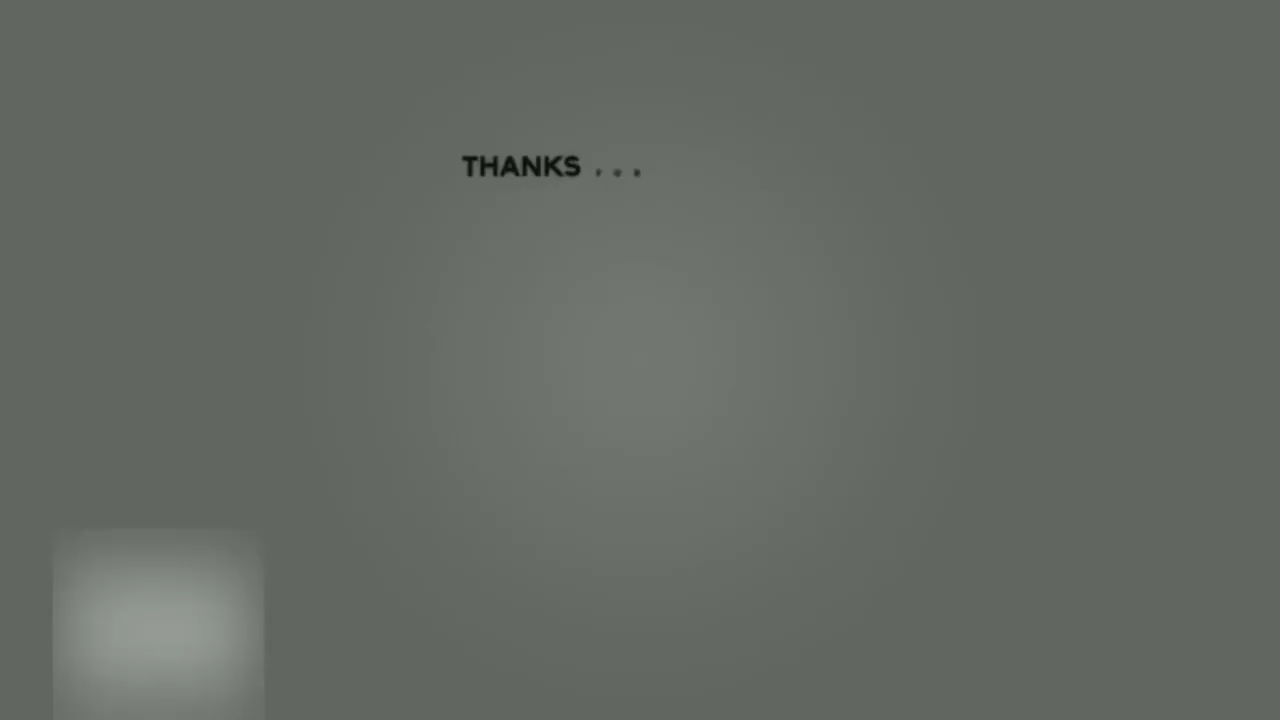 THANKS . . .